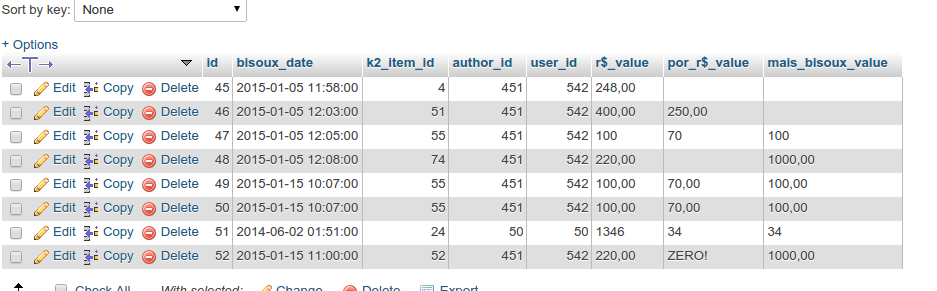 Sort by key: None
+ Options
←T→ id bisoux_date k2_item_id author_id user_id r$_value por_r$_value mais_bisoux_value
Edit Copy Delete 45 2015-01-05 11:58:00 4 451 542 248,00
Edit Copy Delete 46 2015-01-05 12:03:00 51 451 542 400,00 250,00
Edit Copy Delete 47 2015-01-05 12:05:00 55 451 542 100 70 100
Edit Copy Delete 48 2015-01-05 12:08:00 74 451 542 220,00 1000,00
Edit Copy Delete 49 2015-01-15 10:07:00 55 451 542 100,00 70,00 100,00
Edit Copy Delete 50 2015-01-15 10:07:00 55 451 542 100,00 70,00 100,00
Edit Copy Delete 51 2014-06-02 01:51:00 24 50 50 1346 34 34
Edit Copy Delete 52 2015-01-15 11:00:00 52 451 542 220,00 ZERO! 1000,00
Check All With selected: Change Delete Export